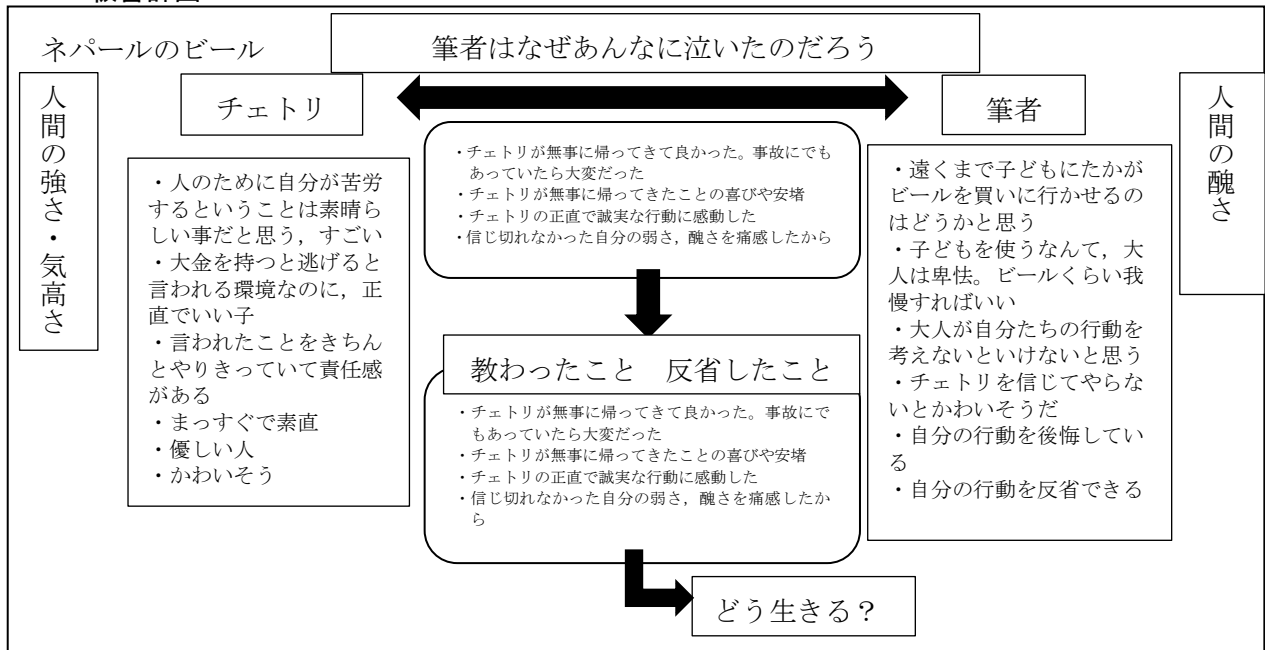 ネパールのビール
筆者はなぜあんなに泣いたのだろう
人間の強さ・気高さ
チェトリ
・人のために自分が苦労
するということは素晴ら
しい事だと思う，すごい
・大金を持つと逃げると
言われる環境なのに，正
直でいい子
・言われたことをきちん
とやりきっていて責任感
がある
・まっすぐで素直
・優しい人
・かわいそう
・チェトリが無事に帰ってきて良かった。事故にでも
あっていたら大変だった
・チェトリが無事に帰ってきたことの喜びや安堵
・チェトリの正直で誠実な行動に感動した
・信じ切れなかった自分の弱さ，醜さを痛感したから
教わったこと　反省したこと
・チェトリが無事に帰ってきて良かった。事故にで
もあっていたら大変だった
・チェトリが無事に帰ってきたことの喜びや安堵
・チェトリの正直で誠実な行動に感動した
・信じ切れなかった自分の弱さ，醜さを痛感したか
ら
どう生きる？
筆者
・遠くまで子どもにたかが
ビールを買いに行かせるの
はどうかと思う
・子どもを使うなんて，大
人は卑怯。ビールくらい我
慢すればいい
・大人が自分たちの行動を
考えないといけないと思う
・チェトリを信じてやらな
いとかわいそうだ
・自分の行動を後悔してい
る
・自分の行動を反省できる
人間の醜さ